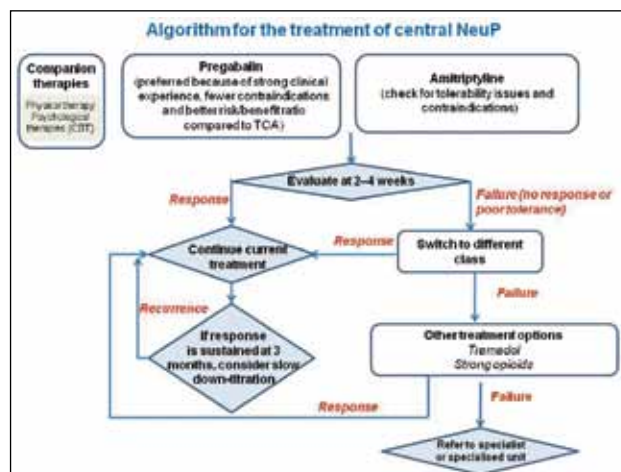 Algorithm for the treatment of central NeuP
Companion
therapies
Physical therapy
Psychological
therapies (CBT)
Pregabalin
(preferred because of strong clinical
experience, fewer contraindications
and better risk/benefit ratio
compared to TCA)
Amitriptyline
(check for tolerability issues and
contraindications)
Evaluate at 2–4 weeks
Response
Failure (no response or
poor tolerance)
Continue current
treatment
Response
Switch to different
class
Recurrence
Failure
If response
is sustained at 3
months, consider slow
down-titration
Other treatment options
Tramadol
Strong opioids
Response
Failure
Refer to specialist
or specialised unit